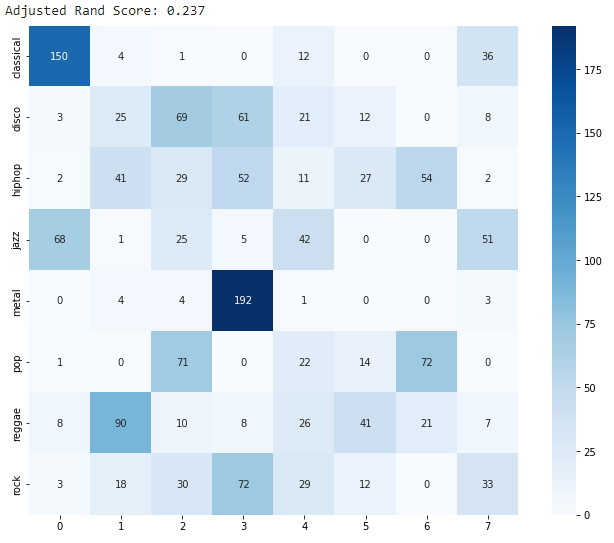 Adjusted Rand Score: 0.237
classical 150 4 1 0 12 0 0 36
disco 3 25 69 61 21 12 0 8
hiphop 2 41 29 52 11 27 54 2
jazz 68 1 25 5 42 0 0 51
metal 0 4 4 192 1 0 0 3
pop 1 0 71 0 22 14 72 0
reggae 8 90 10 8 26 41 21 7
rock 3 18 30 72 29 12 0 33
0 1 2 3 4 5 6 7
175
150
125
100
75
50
25
0